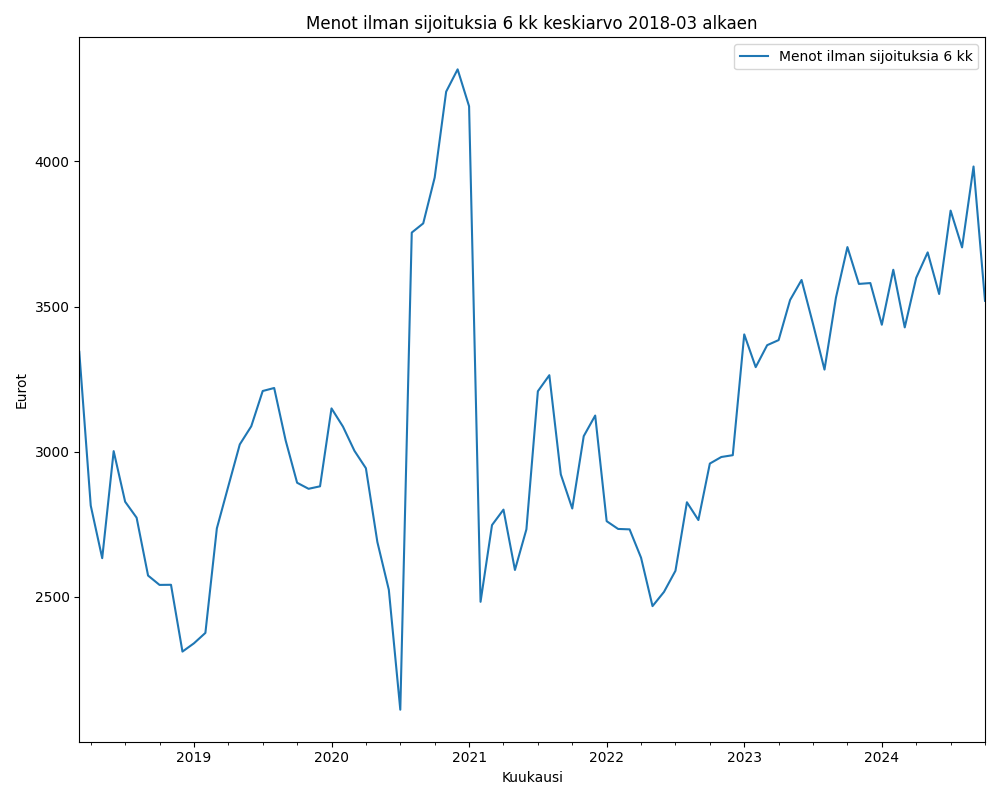 Menot ilman sijoituksia 6 kk keskiarvo 2018-03 alkaen
Menot ilman sijoituksia 6 kk
Eurot
4000
3500
3000
2500
2019 2020 2021 2022 2023 2024
Kuukausi